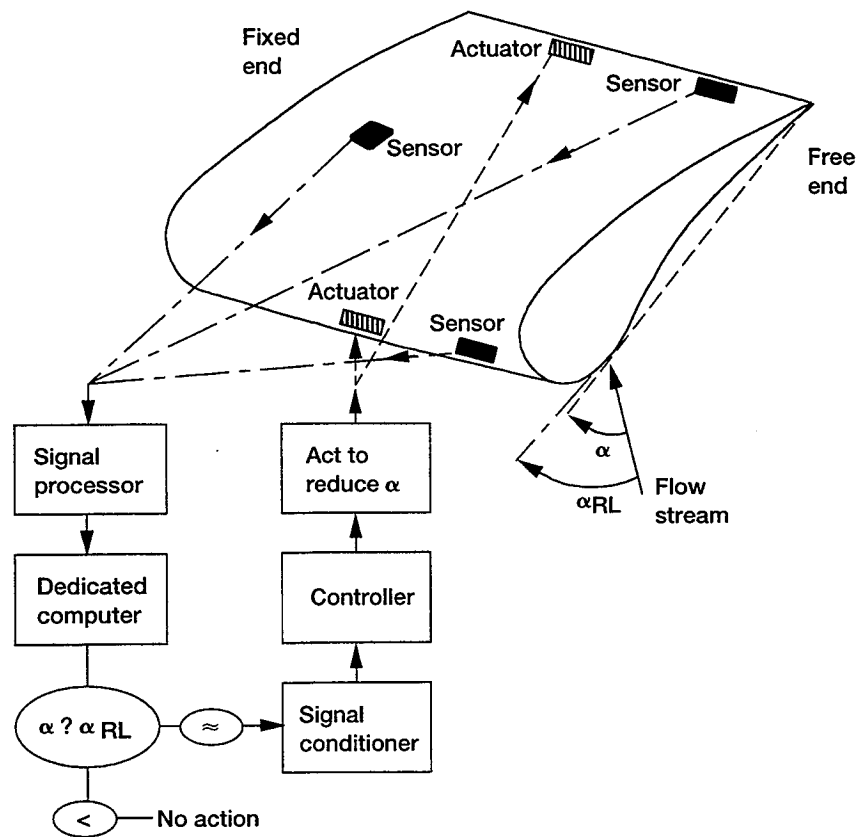 Fixed
end
Actuator
Sensor
Sensor
Free
end
Actuator
Sensor
α
αRL
Flow
stream
Signal
processor
Act to
reduce α
Dedicated
computer
Controller
α ? α RL
≈
Signal
conditioner
<
No action